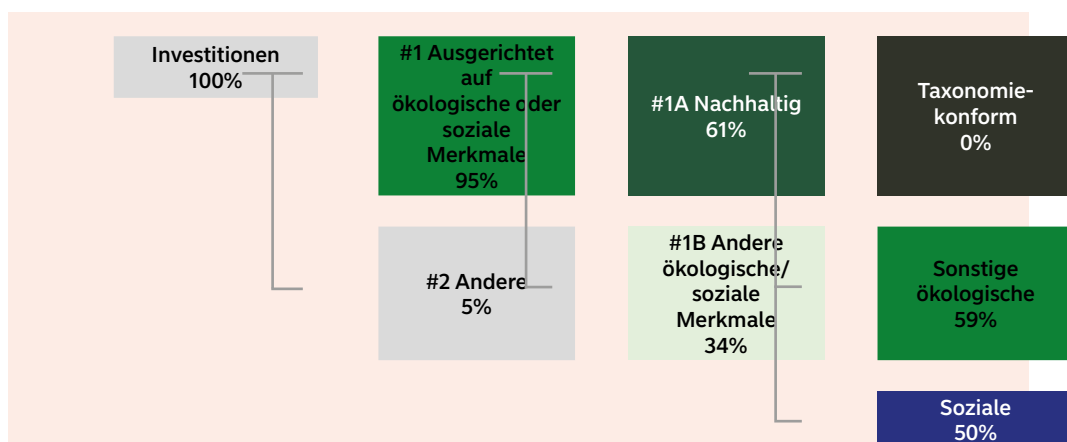 Investitionen
100%
#1 Ausgerichtet
auf
ökologische oder
soziale
Merkmale
95%
#1A Nachhaltig
61%
Taxonomie-
konform
0%
#2 Andere
5%
#1B Andere
ökologische/
soziale
Merkmale
34%
Sonstige
ökologische
59%
Soziale
50%